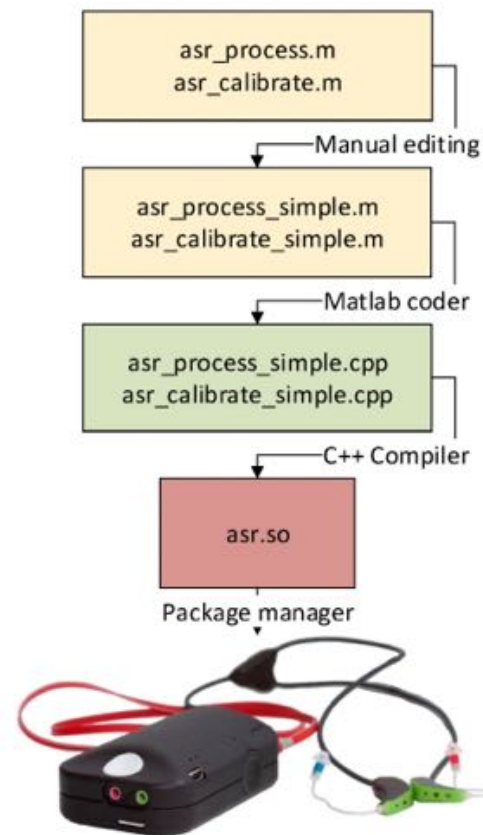 asr_process.m
asr_calibrate.m
Manual editing
asr_process_simple.m
asr_calibrate_simple.m
Matlab coder
asr_process_simple.cpp
asr_calibrate_simple.cpp
C++ Compiler
asr.so
Package manager